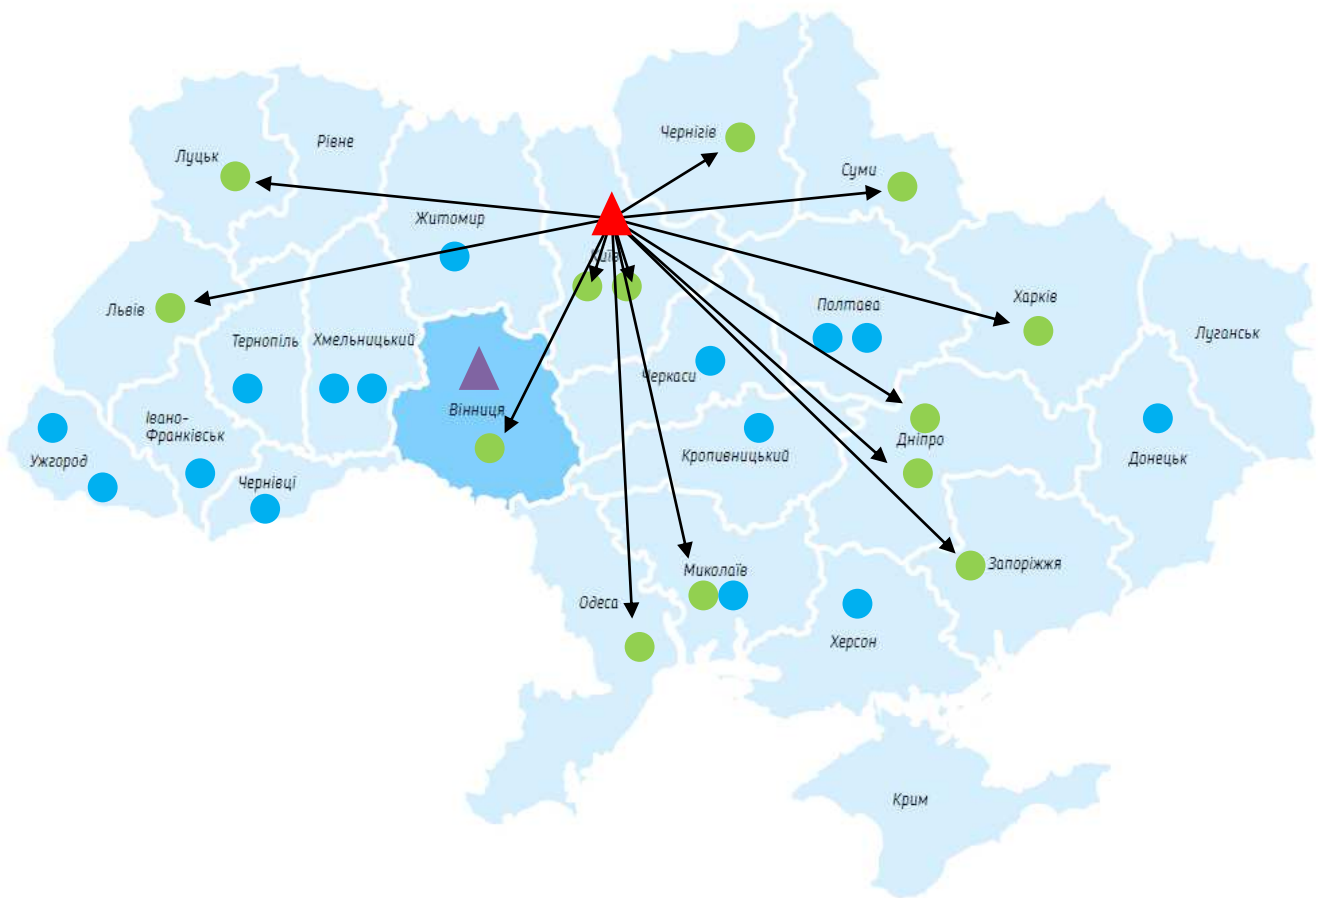 Чернігів
Рівне
Луцьк
Суми
Житомир
Київ
Харків
Львів
Полтава
Луганськ
Тернопіль
Хмельницький
Черкаси
Вінниця
Івано-
Франківськ
Дніпро
Кропивницький
Донецьк
Ужгород
Чернівці
Запоріжжя
Миколаїв
Одеса
Херсон
Крим